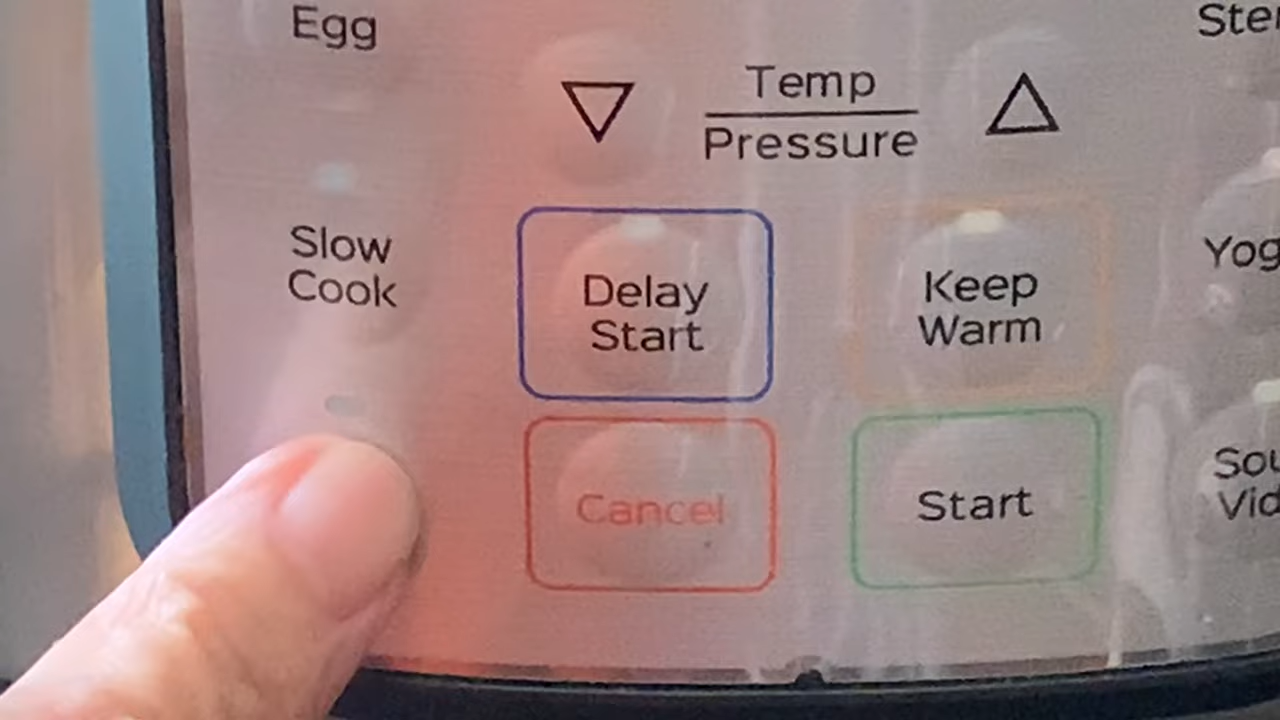 Egg
Temp
Pressure
Slow
Cook
Delay
Start
Keep
Warm
Cancel
Start